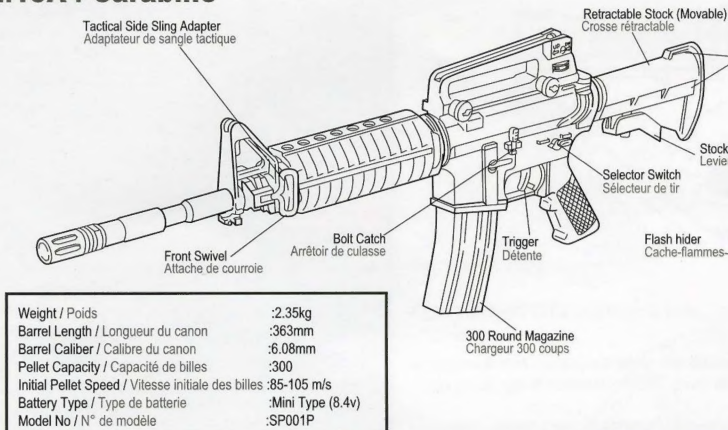 Tactical Side Sling Adapter
Adaptateur de sangle tactique
Retractable Stock (Movable)
Crosse rétractable
Stock
Levie
Selector Switch
Sélecteur de tir
Bolt Catch
Arrêtoir de culasse
Trigger
Détente
Flash hider
Cache-flammes-
Front Swivel
Attache de courroie
300 Round Magazine
Chargeur 300 coups
Weight / Poids :2.35kg
Barrel Length / Longueur du canon :363mm
Barrel Caliber / Calibre du canon :6.08mm
Pellet Capacity / Capacité de billes :300
Initial Pellet Speed / Vitesse initiale des billes :85-105 m/s
Battery Type / Type de batterie :Mini Type (8.4v)
Model No / N° de modèle :SP001P